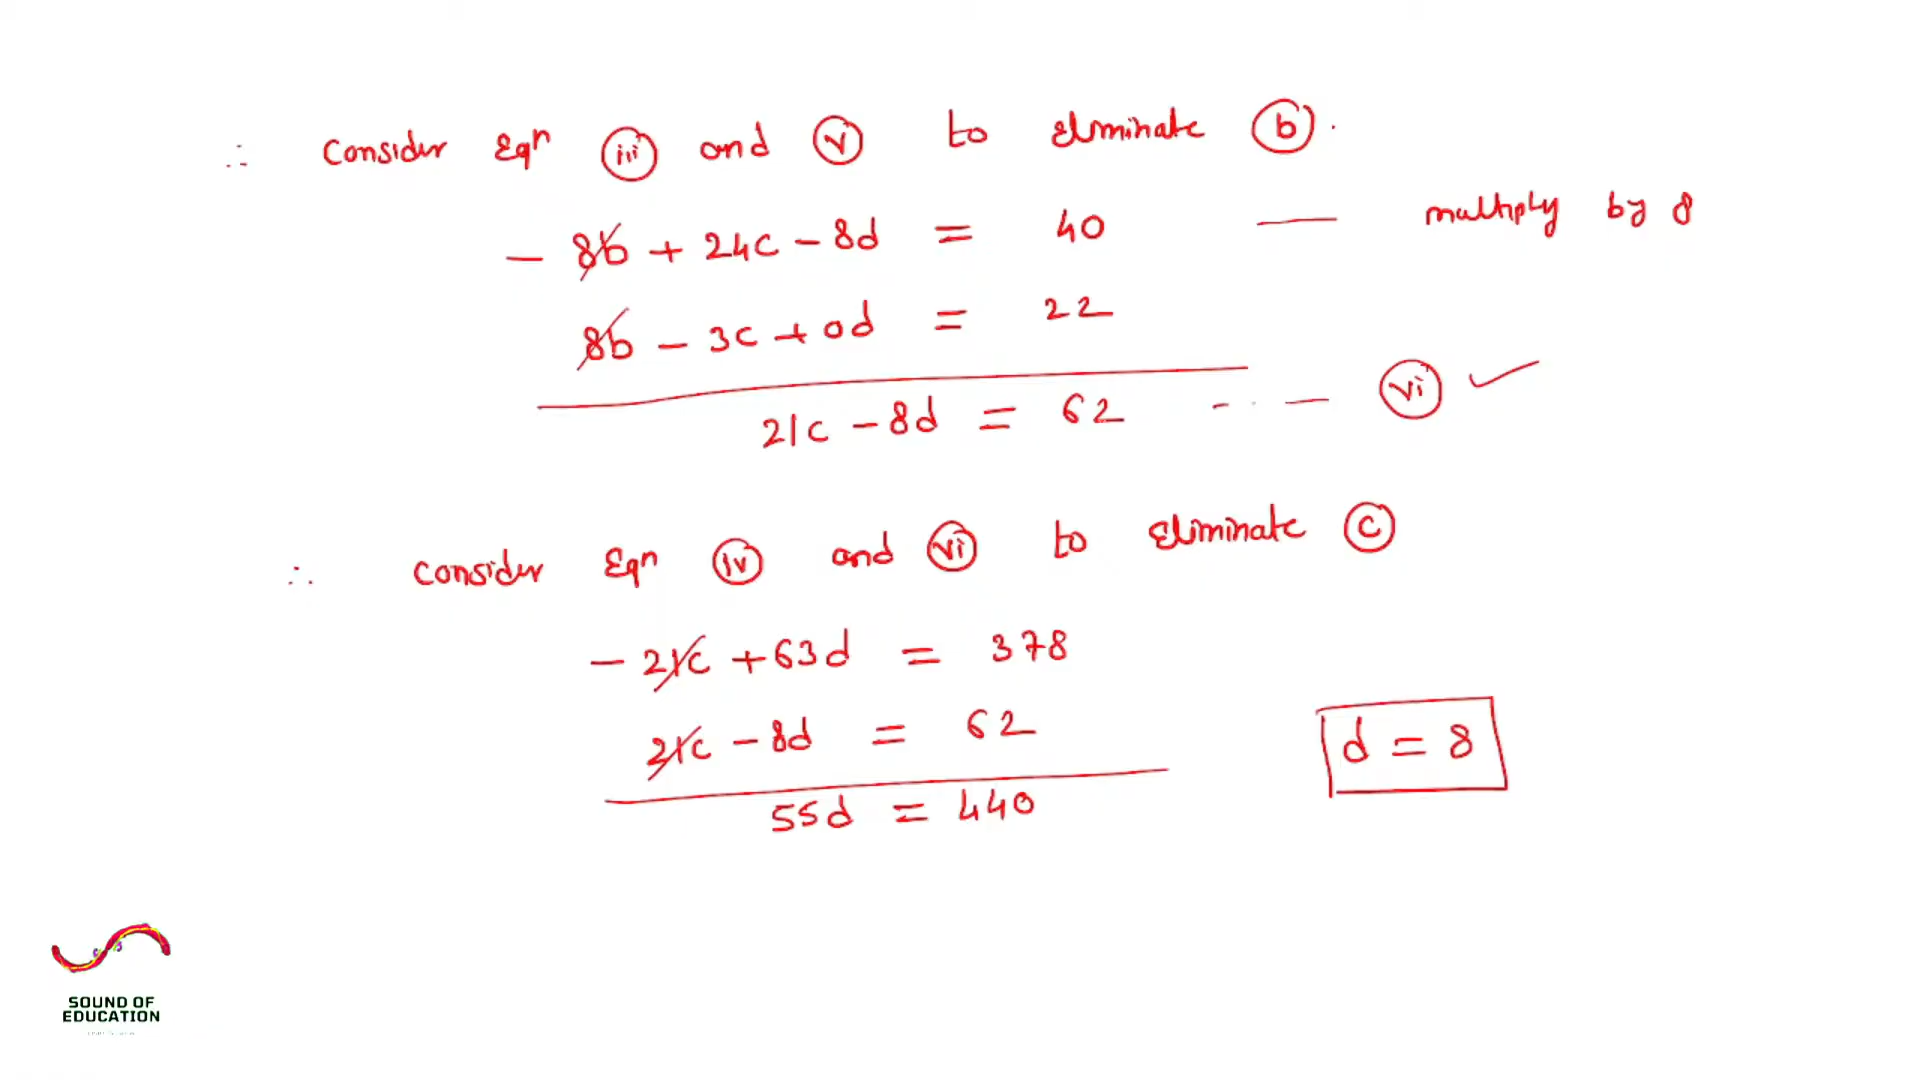 ∴ Consider Eqn (iii) and (v) to eliminate (b).
- 8b + 24c - 8d = 40 — multiply by 8
8b - 3c + 0d = 22
21c - 8d = 62 - - — (vi) ✓
∴ consider Eqn (iv) and (vi) to eliminate (c)
- 21c + 63d = 378
21c - 8d = 62
55d = 440
d = 8
SOUND OF
EDUCATION